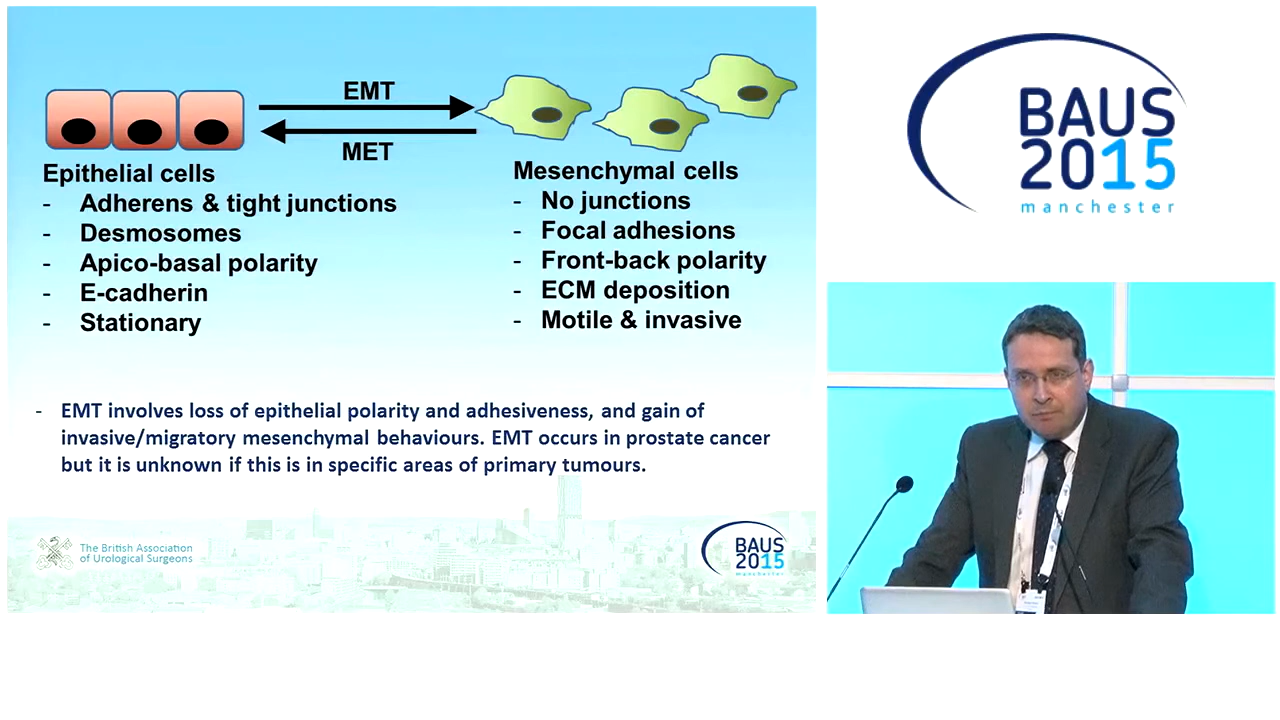 EMT
MET
Epithelial cells
- Adherens & tight junctions
- Desmosomes
- Apico-basal polarity
- E-cadherin
- Stationary
Mesenchymal cells
- No junctions
- Focal adhesions
- Front-back polarity
- ECM deposition
- Motile & invasive
- EMT involves loss of epithelial polarity and adhesiveness, and gain of
invasive/migratory mesenchymal behaviours. EMT occurs in prostate cancer
but it is unknown if this is in specific areas of primary tumours.
The British Association
of Urological Surgeons
BAUS
2015
manchester
BAUS
2015
manchester